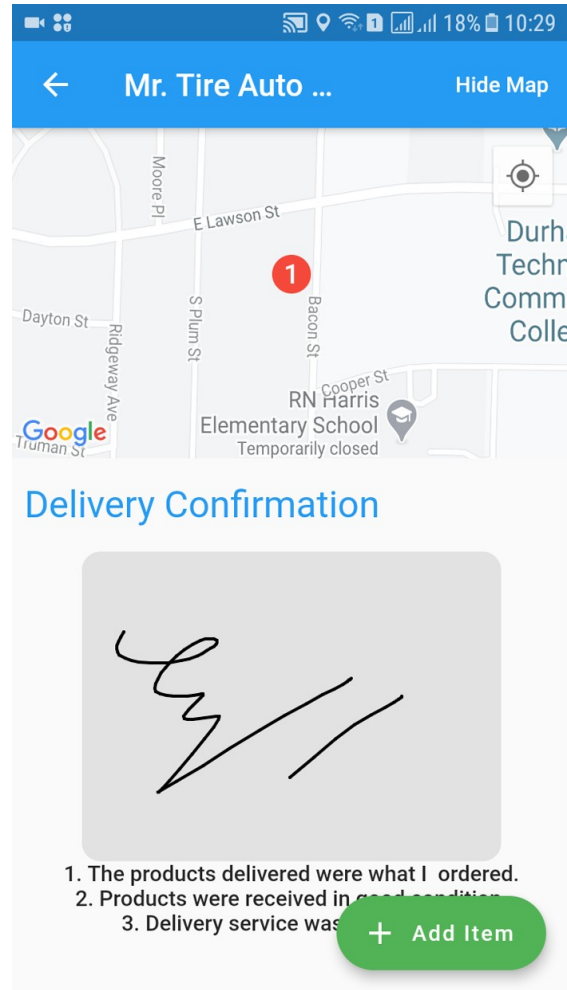 18% 10:29
Mr. Tire Auto ...
Hide Map
Moore Pl
E Lawson St
Durh
Techn
Comm
Colle
1
Dayton St
Ridgeway Ave
S Plum St
Bacon St
Cooper St
RN Harris
Elementary School
Temporarily closed
Google
Truman St
Delivery Confirmation
1. The products delivered were what I ordered.
2. Products were received in good condition
3. Delivery service was
+ Add Item